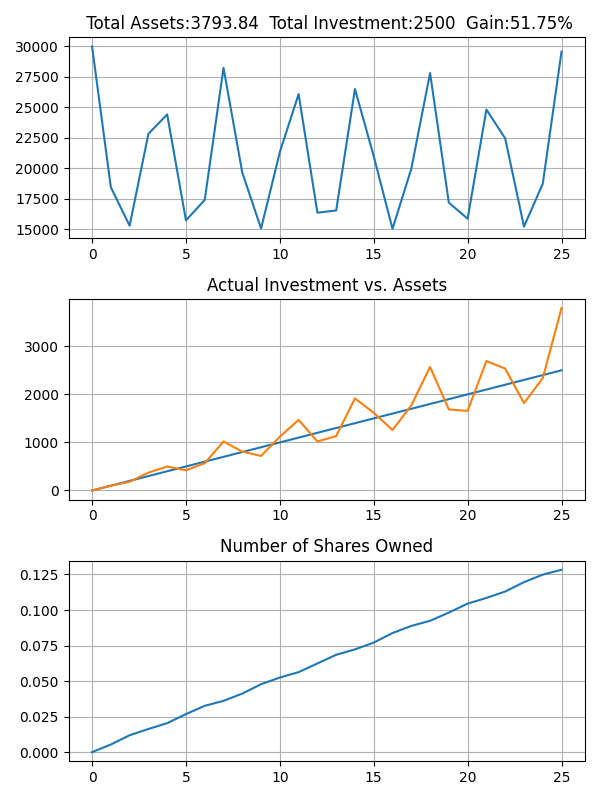 Total Assets:3793.84  Total Investment:2500  Gain:51.75%
30000
27500
25000
22500
20000
17500
15000
0 5 10 15 20 25
Actual Investment vs. Assets
3000
2000
1000
0
0 5 10 15 20 25
Number of Shares Owned
0.125
0.100
0.075
0.050
0.025
0.000
0 5 10 15 20 25